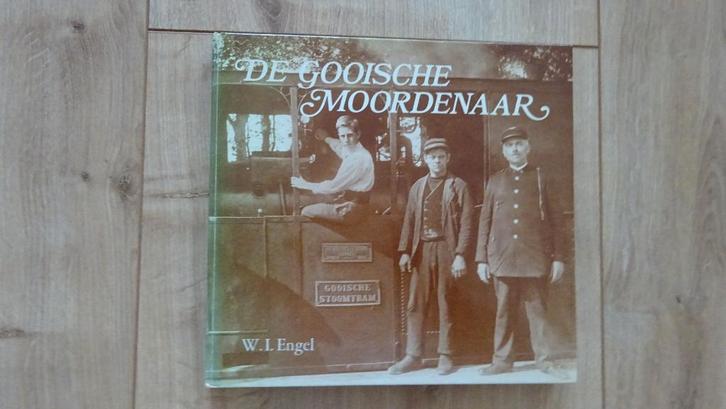 DE GOOISCHE
MOORDENAAR
GOOISCHE
STOOMTRAM
W.I. Engel